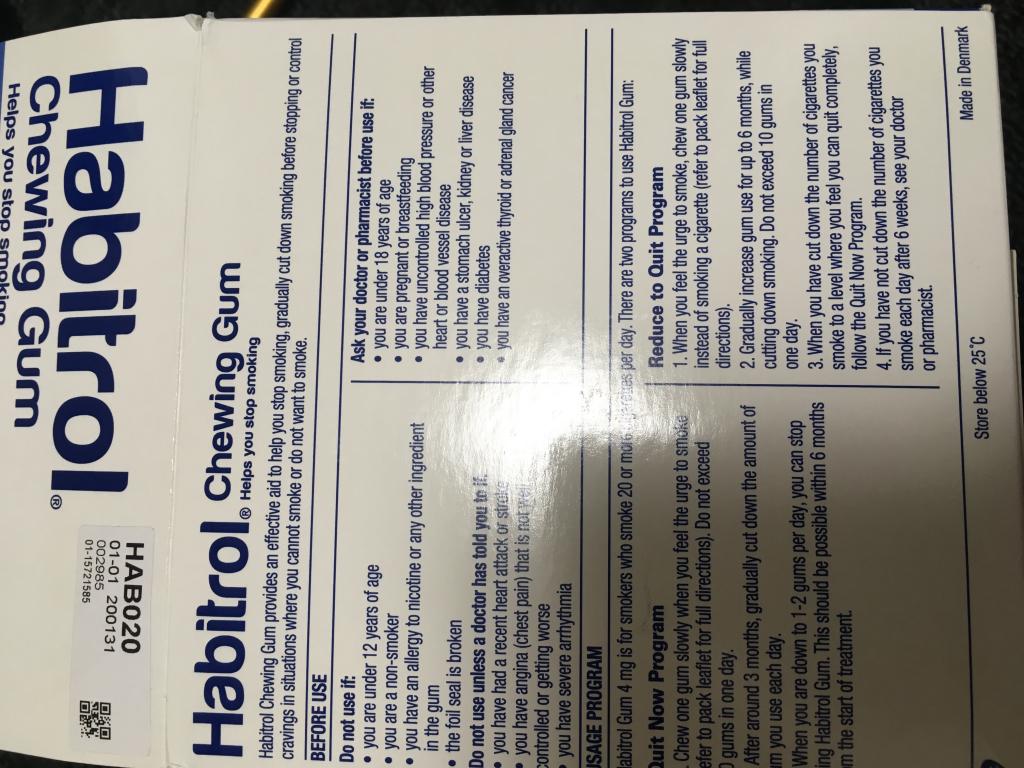 Habitrol®
Chewing Gum
Helps you stop smoking
HAB020
01-01 200131
002985
01-15721585
Habitrol® Chewing Gum
Helps you stop smoking
Habitrol Chewing Gum provides an effective aid to help you stop smoking, gradually cut down smoking before stopping or control
cravings in situations where you cannot smoke or do not want to smoke.
BEFORE USE
Do not use if:
• you are under 12 years of age
• you are a non-smoker
• you have an allergy to nicotine or any other ingredient
in the gum
• the foil seal is broken
Do not use unless a doctor has told you to if:
• you had a recent heart attack or stroke
• you have angina (chest pain) that is not well
controlled or getting worse
• you have severe arrhythmia
Ask your doctor or pharmacist before use if:
• you are under 18 years of age
• you are pregnant or breastfeeding
• you have uncontrolled high blood pressure or other
heart or blood vessel disease
• you have a stomach ulcer, kidney or liver disease
• you have diabetes
• you have an overactive thyroid or adrenal gland cancer
USAGE PROGRAM
abitrol Gum 4 mg is for smokers who smoke 20 or more cigarettes per day. There are two programs to use Habitrol Gum:
Quit Now Program
. Chew one gum slowly when you feel the urge to smoke
efer to pack leaflet for full directions). Do not exceed
0 gums in one day.
After around 3 months, gradually cut down the amount of
m you use each day.
When you are down to 1-2 gums per day, you can stop
ing Habitrol Gum. This should be possible within 6 months
m the start of treatment.
Reduce to Quit Program
1. When you feel the urge to smoke, chew one gum slowly
instead of smoking a cigarette (refer to pack leaflet for full
directions).
2. Gradually increase gum use for up to 6 months, while
cutting down smoking. Do not exceed 10 gums in
one day.
3. When you have cut down the number of cigarettes you
smoke to a level where you feel you can quit completely,
follow the Quit Now Program.
4. If you have not cut down the number of cigarettes you
smoke each day after 6 weeks, see your doctor
or pharmacist.
Store below 25°C
Made in Denmark